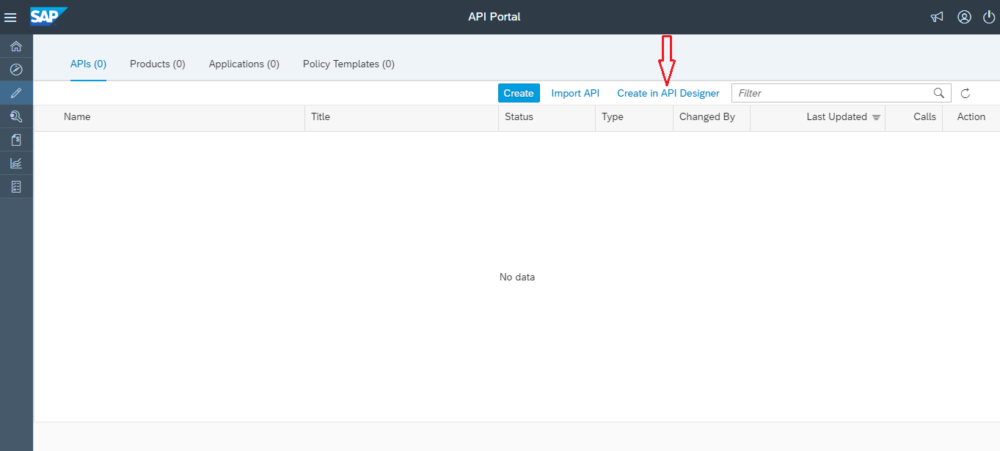 SAP API Portal
APIs (0) Products (0) Applications (0) Policy Templates (0)
Create Import API Create in API Designer Filter
Name Title Status Type Changed By Last Updated Calls Action
No data